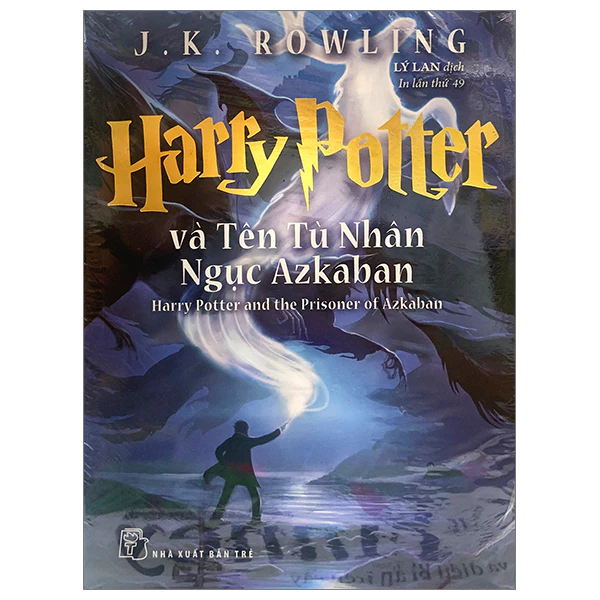 J.K. ROWLING
LÝ LAN dịch
In lần thứ 49
Harry Potter
và Tên Tù Nhân
Ngục Azkaban
Harry Potter and the Prisoner of Azkaban
NHÀ XUẤT BẢN TRẺ